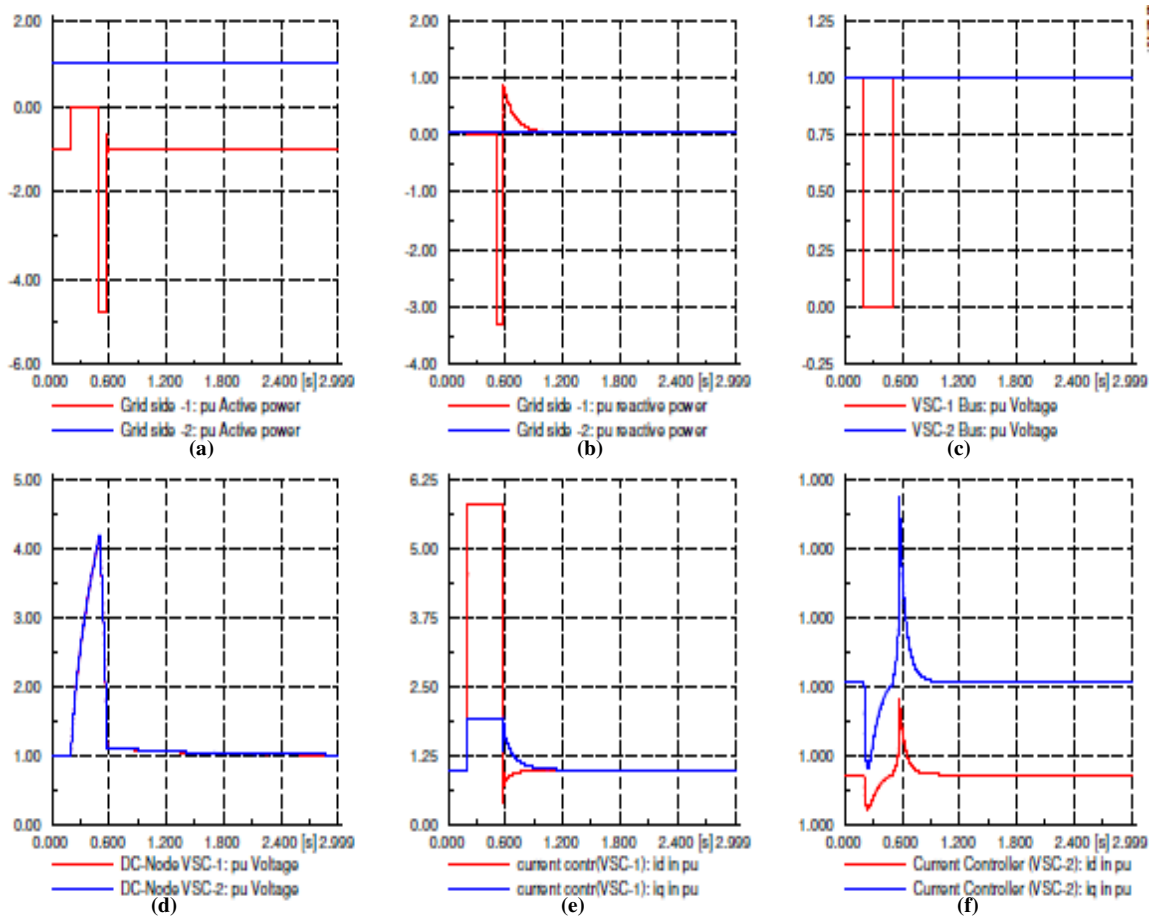 2.00 2.00 1.25
0.00 1.00 1.00
0.00 0.75
-2.00 -1.00 0.50
-2.00 0.25
-4.00 -3.00 0.00
-6.00 -4.00 -0.25
0.000 0.600 1.200 1.800 2.400 [s] 2.999
0.000 0.600 1.200 1.800 2.400 [s] 2.999
0.000 0.600 1.200 1.800 2.400 [s] 2.999
Grid side -1: pu Active power
Grid side -2: pu Active power
(a)
Grid side -1: pu reactive power
Grid side -2: pu reactive power
(b)
VSC-1 Bus: pu Voltage
VSC-2 Bus: pu Voltage
(c)
5.00 6.25 1.000
4.00 5.00 1.000
3.00 3.75 1.000
2.00 2.50 1.000
1.00 1.25 1.000
0.00 0.00 1.000
0.000 0.600 1.200 1.800 2.400 [s] 2.999
0.000 0.600 1.200 1.800 2.400 [s] 2.999
0.000 0.600 1.200 1.800 2.400 [s] 2.999
DC-Node VSC-1: pu Voltage
DC-Node VSC-2: pu Voltage
(d)
current contr(VSC-1): id in pu
current contr(VSC-1): iq in pu
(e)
Current Controller (VSC-2): id in pu
Current Controller (VSC-2): iq in pu
(f)